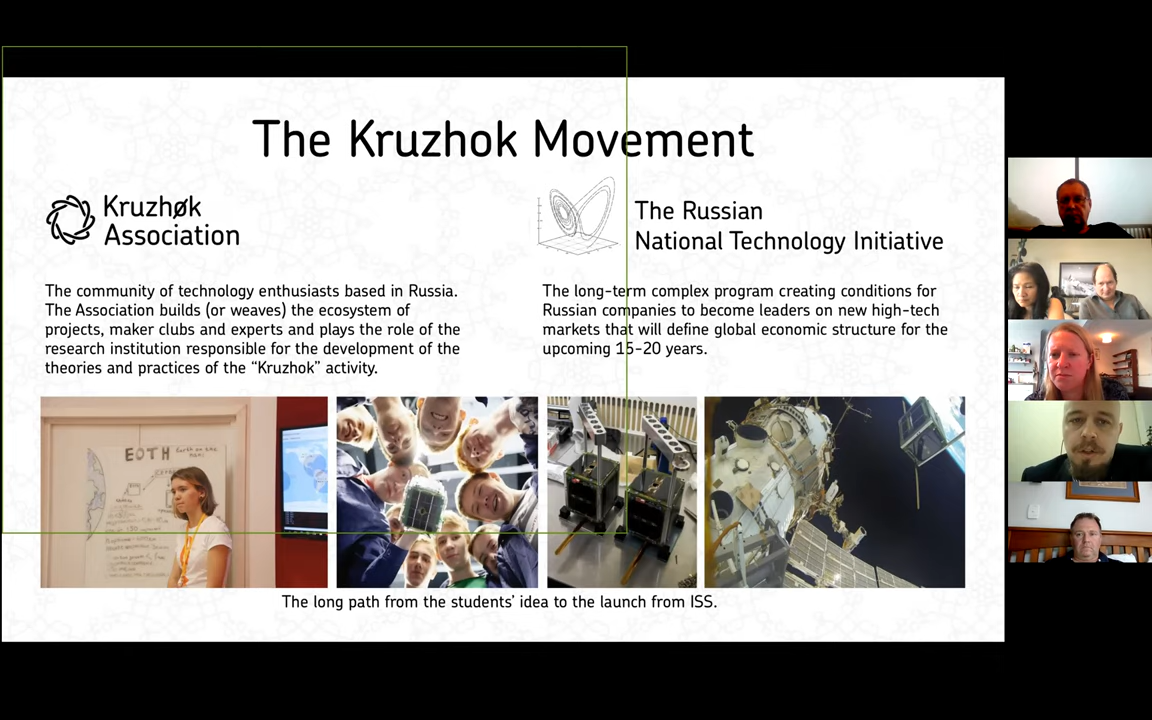 The Kruzhok Movement
Kruzhøk
Association
The Russian
National Technology Initiative
The community of technology enthusiasts based in Russia.
The Association builds (or weaves) the ecosystem of
projects, maker clubs and experts and plays the role of the
research institution responsible for the development of the
theories and practices of the “Kruzhok” activity.
The long-term complex program creating conditions for
Russian companies to become leaders on new high-tech
markets that will define global economic structure for the
upcoming 15-20 years.
EOTH
The long path from the students’ idea to the launch from ISS.